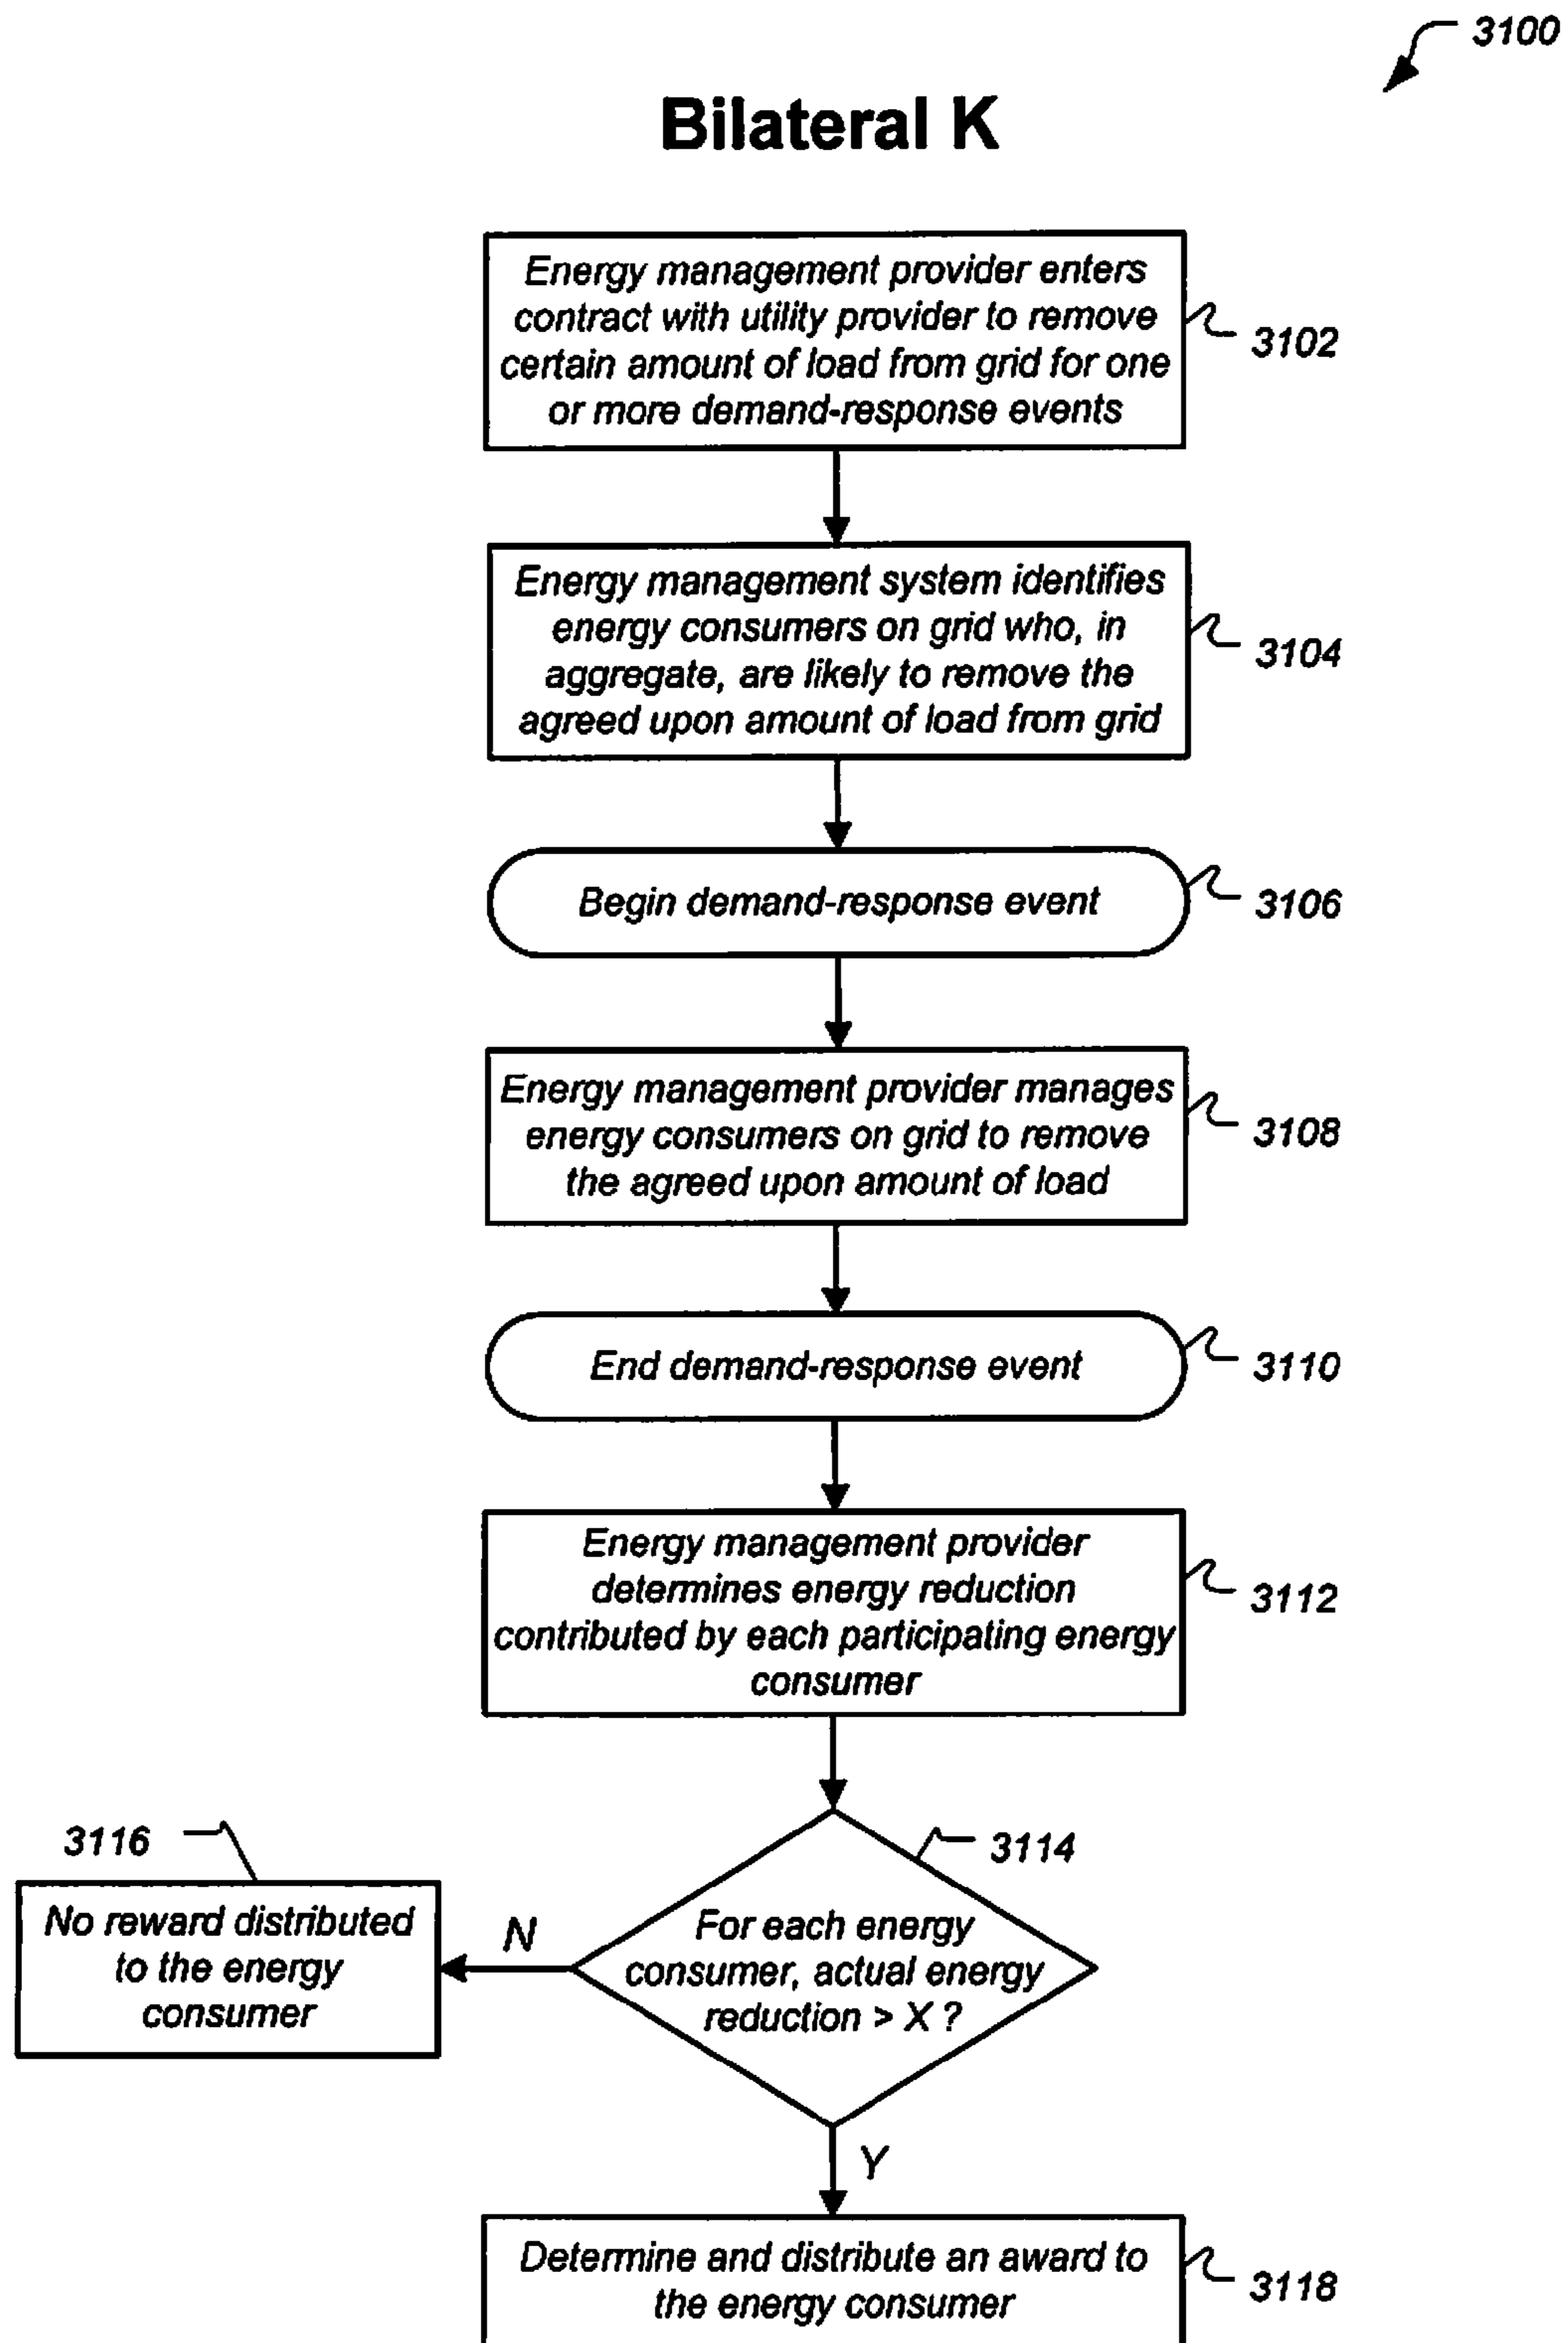 3100
Bilateral K
Energy management provider enters
contract with utility provider to remove
certain amount of load from grid for one
or more demand-response events
3102
Energy management system identifies
energy consumers on grid who, in
aggregate, are likely to remove the
agreed upon amount of load from grid
3104
Begin demand-response event
3106
Energy management provider manages
energy consumers on grid to remove
the agreed upon amount of load
3108
End demand-response event
3110
Energy management provider
determines energy reduction
contributed by each participating energy
consumer
3112
3116
3114
No reward distributed
to the energy
consumer
N
For each energy
consumer, actual energy
reduction > X ?
Y
Determine and distribute an award to
the energy consumer
3118